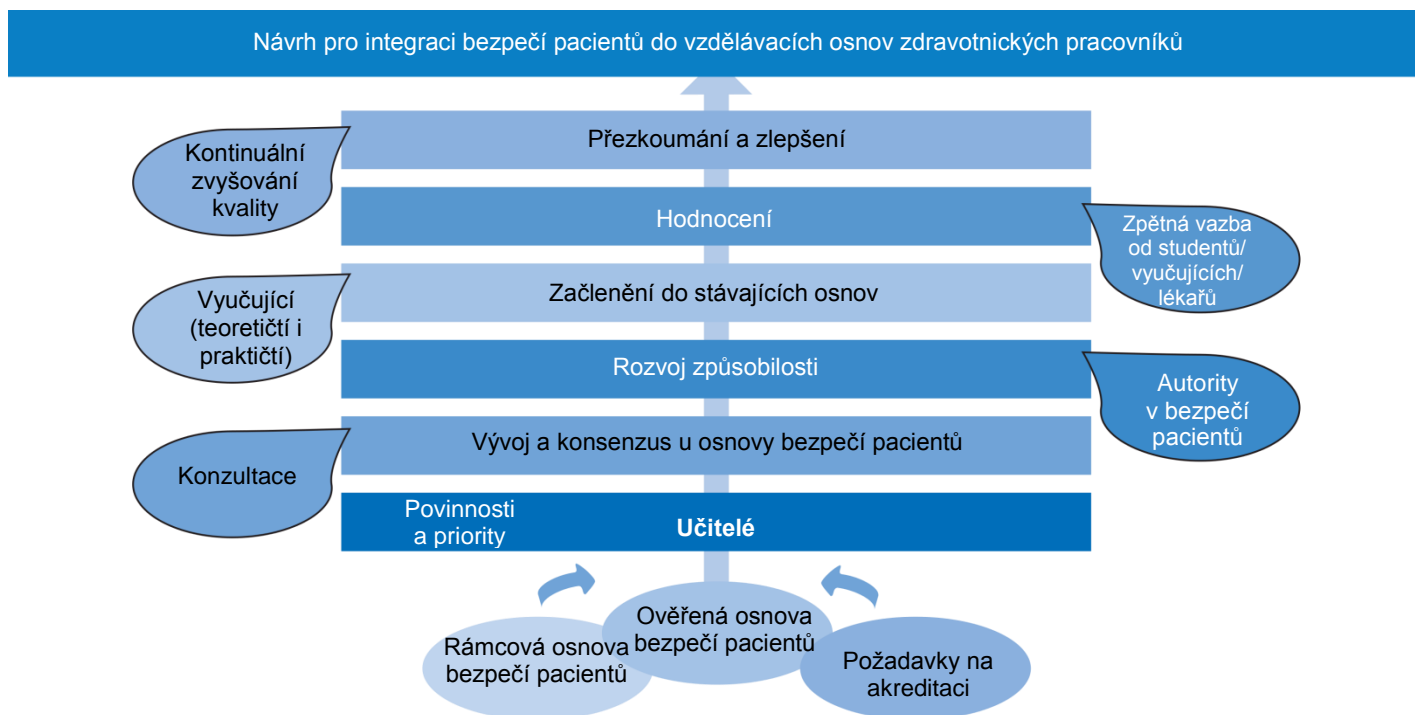 Návrh pro integraci bezpečí pacientů do vzdělávacích osnov zdravotnických pracovníků
Přezkoumání a zlepšení
Kontinuální
zvyšování
kvality
Hodnocení
Zpětná vazba
od studentů/
vyučujících/
lékařů
Začlenění do stávajících osnov
Vyučující
(teoretičtí i
praktičtí)
Rozvoj způsobilosti
Autority
v bezpečí
pacientů
Vývoj a konsenzus u osnovy bezpečí pacientů
Konzultace
Povinnosti
a priority
Učitelé
Ověřená osnova
bezpečí pacientů
Rámcová osnova
bezpečí pacientů
Požadavky na
akreditaci